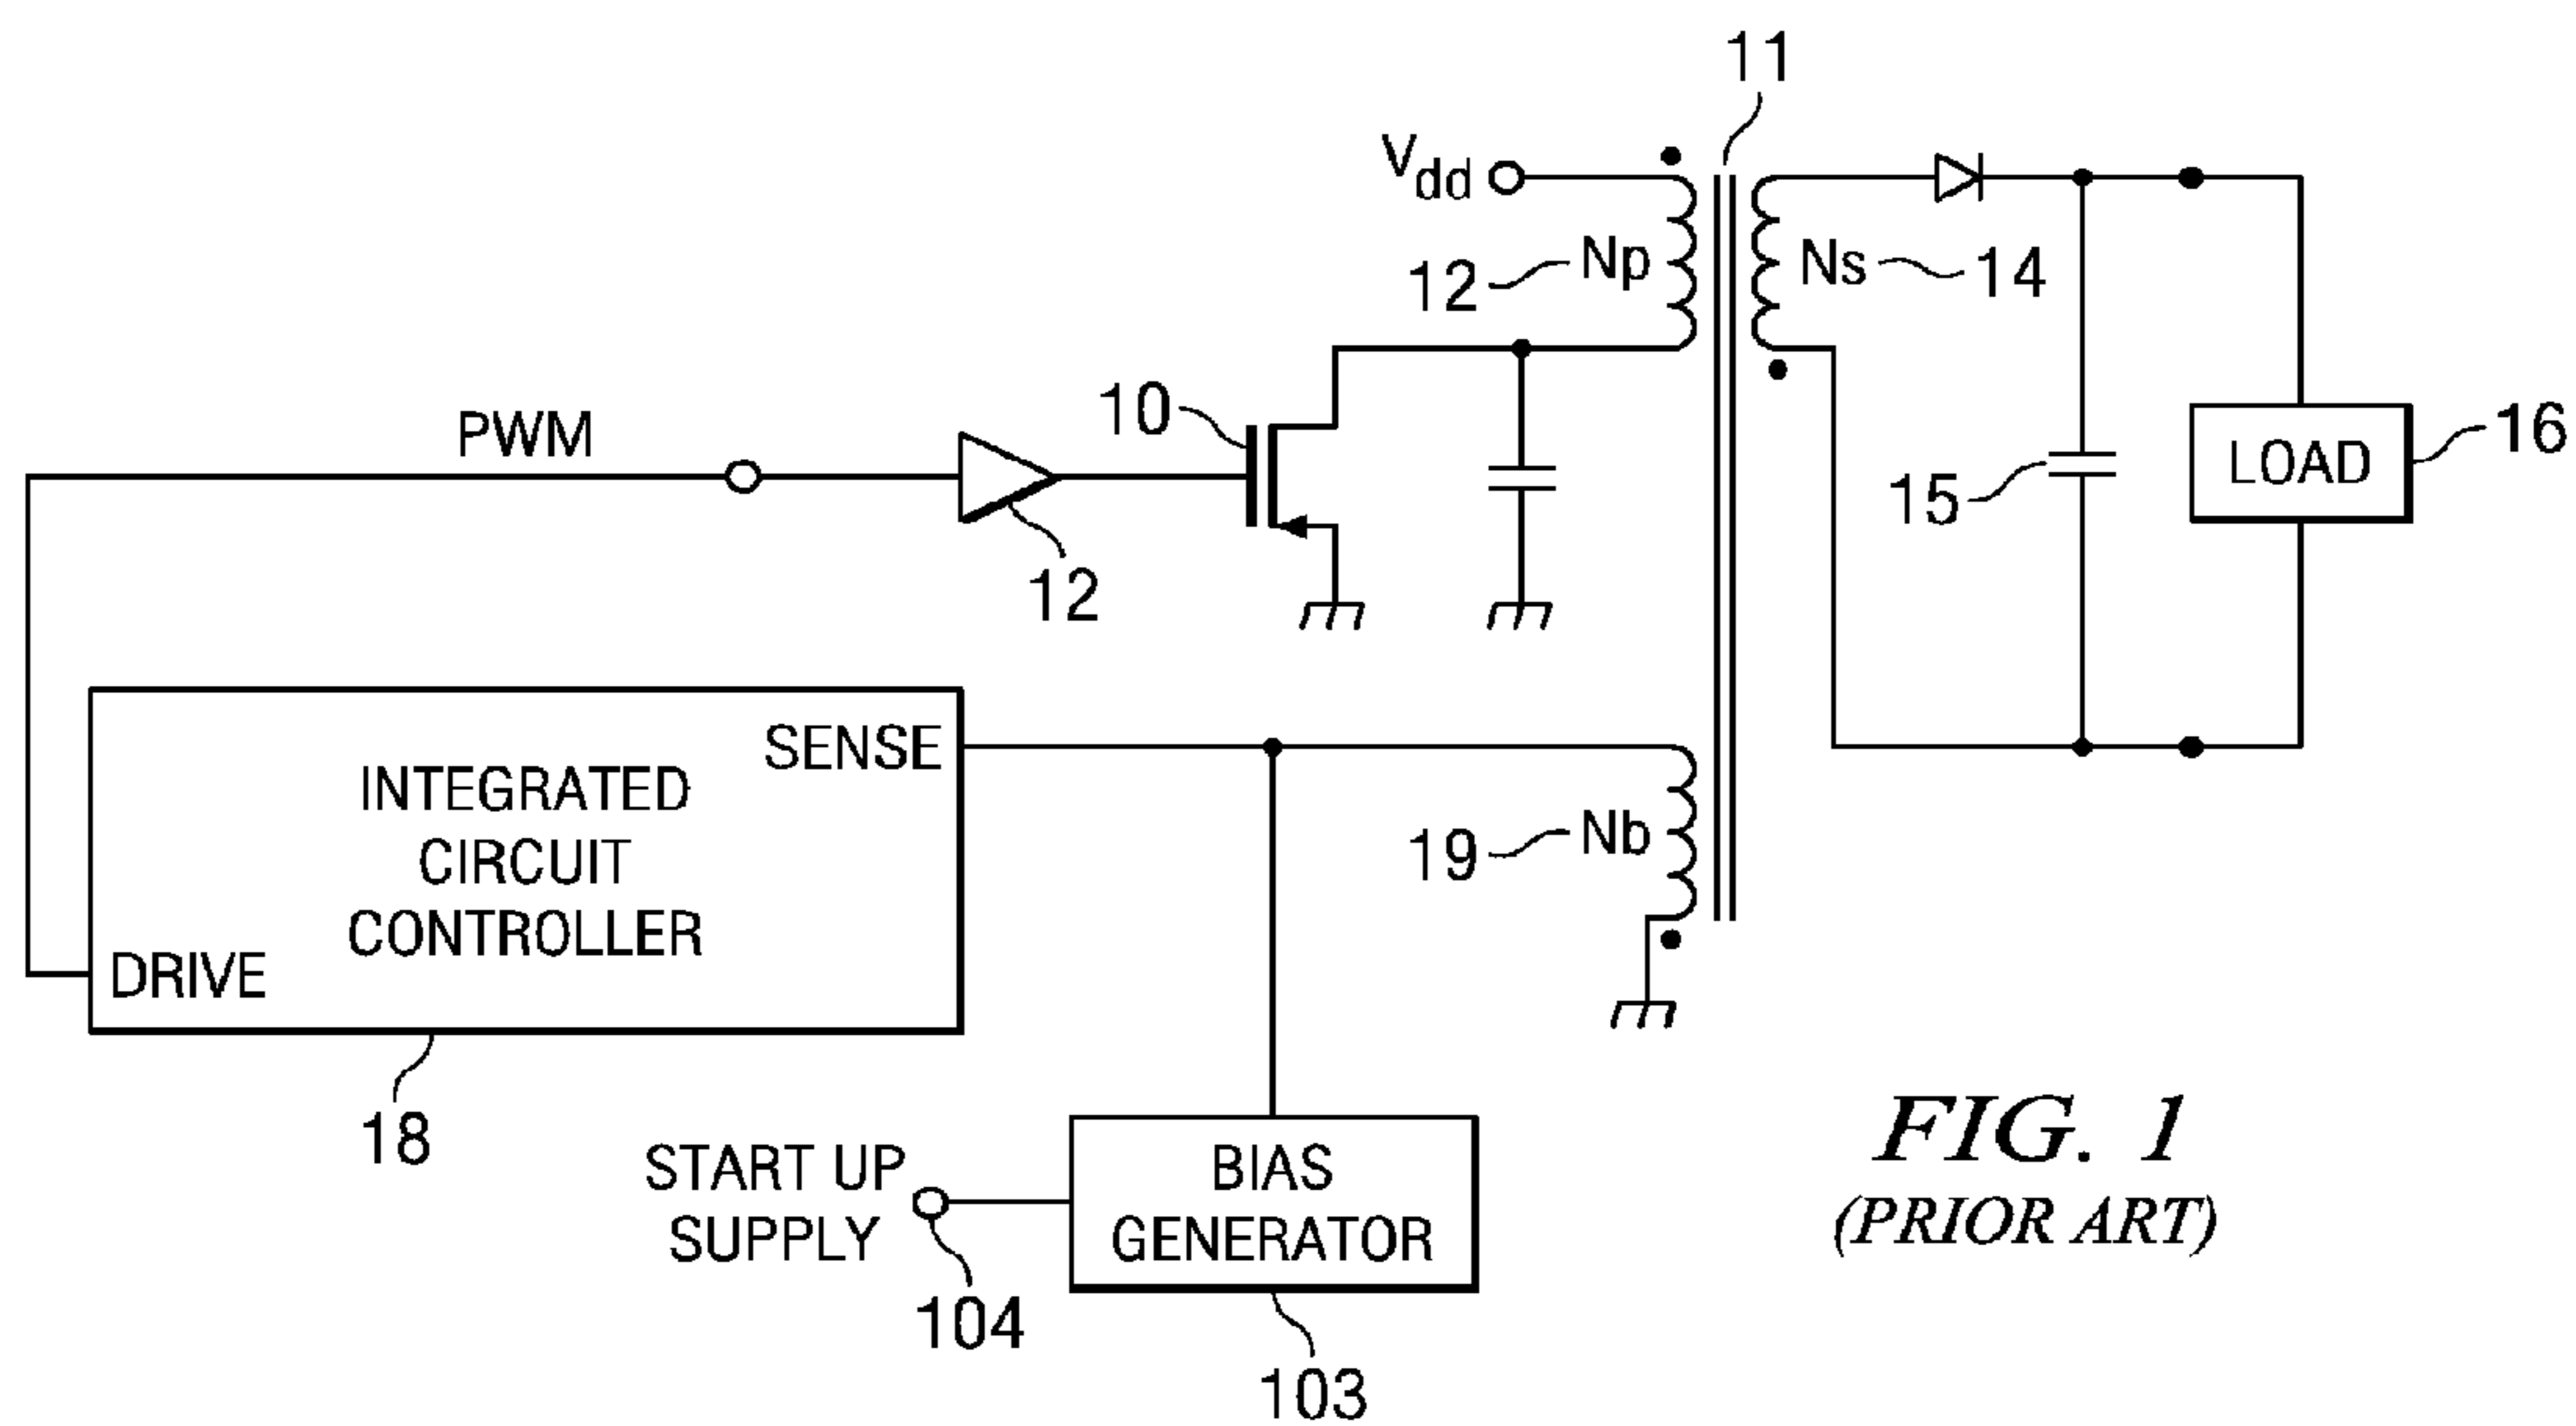 11
Vdd
12
Np
Ns
14
10
PWM
16
LOAD
15
12
SENSE
INTEGRATED
CIRCUIT
CONTROLLER
DRIVE
19
Nb
18
START UP
SUPPLY
BIAS
GENERATOR
104
103
FIG. 1
(PRIOR ART)